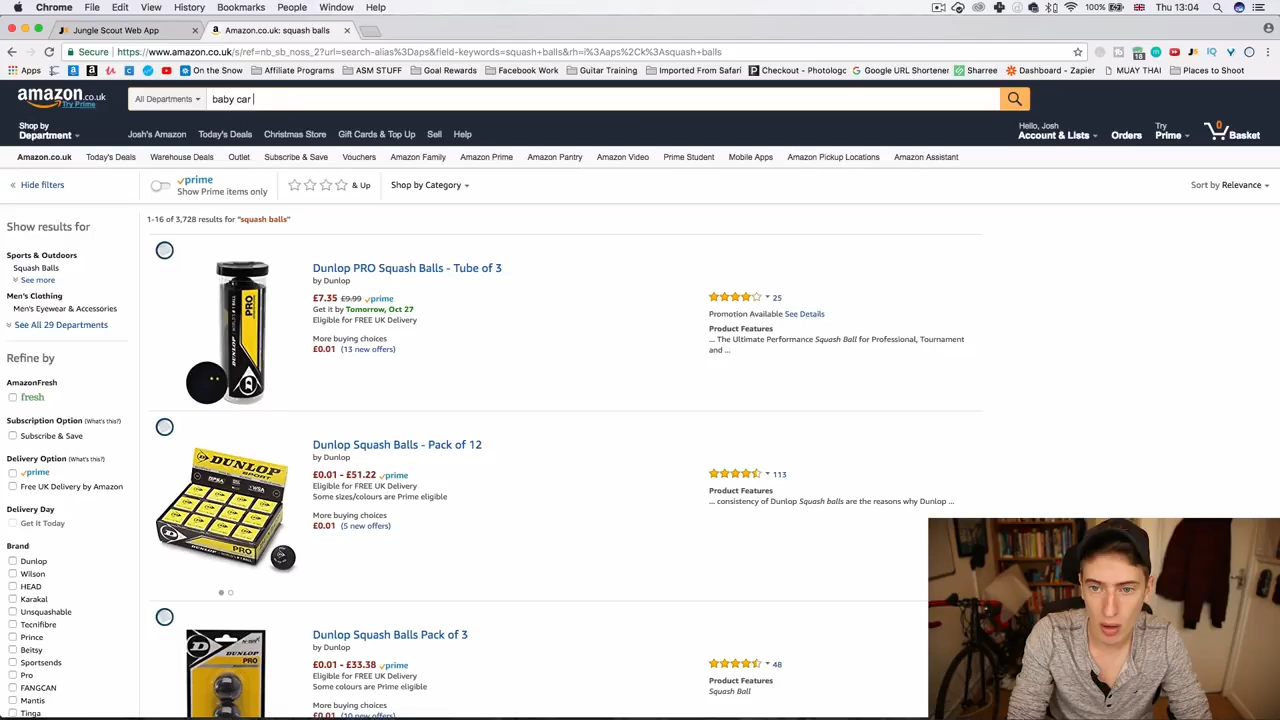 Chrome File Edit View History Bookmarks People Window Help 100% Thu 13:04
Jungle Scout Web App × Amazon.co.uk: squash balls ×
Secure https://www.amazon.co.uk/s/ref=nb_sb_noss_2?url=search-alias%3Daps&field-keywords=squash+balls&rh=i%3Aaps%2Ck%3Asquash+balls
Apps On the Snow Affiliate Programs ASM STUFF Goal Rewards Facebook Work Guitar Training Imported From Safari Checkout - Photologo Google URL Shortener Sharree Dashboard - Zapier MUAY THAI Places to Shoot
amazon.co.uk All Departments baby car
Try Prime
Shop by Department Josh's Amazon Today's Deals Christmas Store Gift Cards & Top Up Sell Help Hello, Josh Account & Lists Orders Try Prime 0 Basket
Amazon.co.uk Today's Deals Warehouse Deals Outlet Subscribe & Save Vouchers Amazon Family Amazon Prime Amazon Pantry Amazon Video Prime Student Mobile Apps Amazon Pickup Locations Amazon Assistant
« Hide filters prime Show Prime items only & Up Shop by Category Sort by Relevance
1-16 of 3,728 results for "squash balls"
Show results for
Sports & Outdoors
Squash Balls
See more
Men's Clothing
Men's Eyewear & Accessories
See All 29 Departments
Refine by
AmazonFresh
fresh
Subscription Option (What's this?)
Subscribe & Save
Delivery Option (What's this?)
prime
Free UK Delivery by Amazon
Delivery Day
Get It Today
Brand
Dunlop
Wilson
HEAD
Karakal
Unsquashable
Tecnifibre
Prince
Beitsy
Sportsends
Pro
FANGCAN
Mantis
Tinga
Dunlop PRO Squash Balls - Tube of 3
by Dunlop
£7.35 £9.99 prime
Get it by Tomorrow, Oct 27
Eligible for FREE UK Delivery
More buying choices
£0.01 (13 new offers)
25
Promotion Available See Details
Product Features
... The Ultimate Performance Squash Ball for Professional, Tournament
and ...
Dunlop Squash Balls - Pack of 12
by Dunlop
£0.01 - £51.22 prime
Eligible for FREE UK Delivery
Some sizes/colours are Prime eligible
More buying choices
£0.01 (5 new offers)
113
Product Features
... consistency of Dunlop Squash balls are the reasons why Dunlop ...
Dunlop Squash Balls Pack of 3
by Dunlop
£0.01 - £33.38 prime
Eligible for FREE UK Delivery
Some colours are Prime eligible
More buying choices
£0.01 (10 new offers)
48
Product Features
Squash Ball
DUNLOP
PRO
DUNLOP
SPORT
PRO
PRO